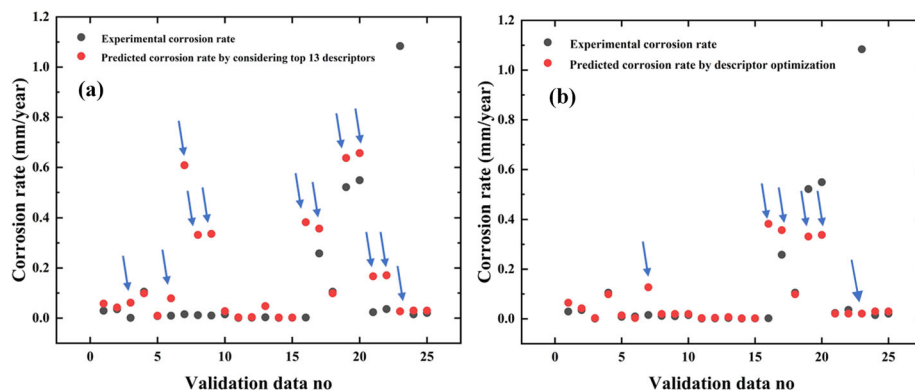 1.2
1.0
0.8
0.6
0.4
0.2
0.0
Corrosion rate (mm/year)
Experimental corrosion rate
Predicted corrosion rate by considering top 13 descriptors
(a)
0
5
10
15
20
25
Validation data no
1.2
1.0
0.8
0.6
0.4
0.2
0.0
Corrosion rate (mm/year)
Experimental corrosion rate
Predicted corrosion rate by descriptor optimization
(b)
0
5
10
15
20
25
Validation data no